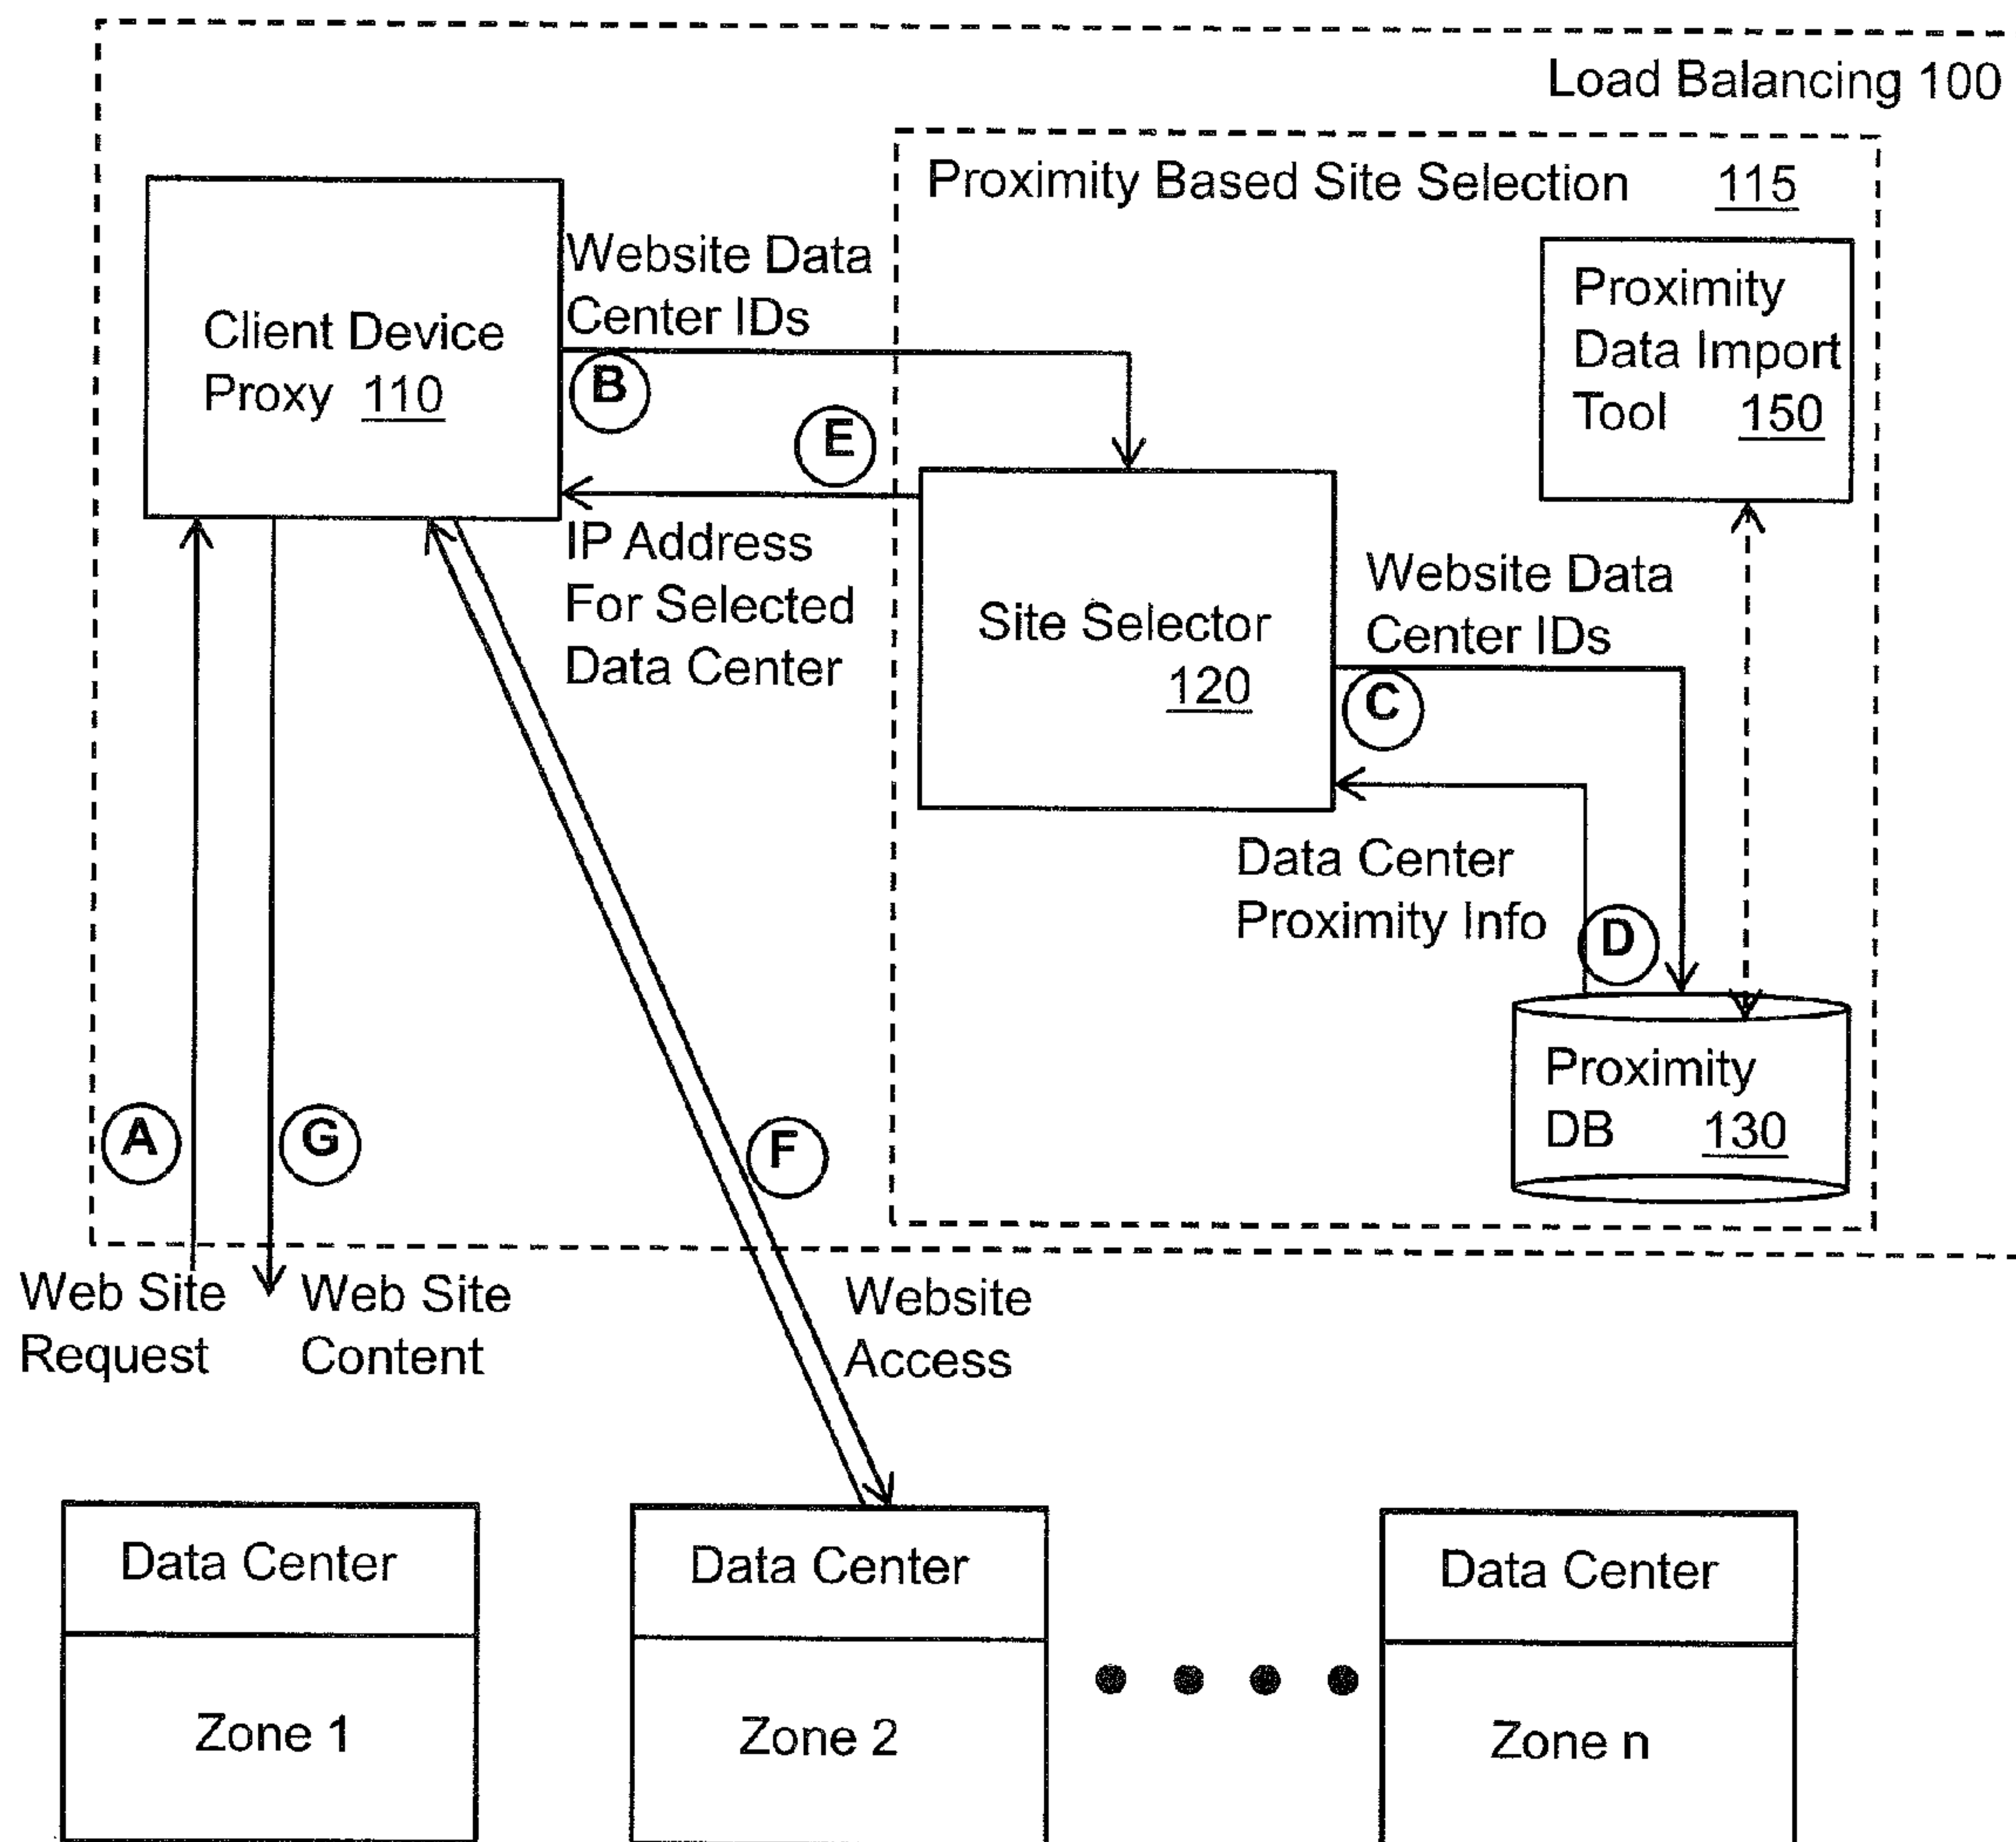 Load Balancing 100
Proximity Based Site Selection 115
Client Device
Proxy 110
Website Data
Center IDs
B
E
IP Address
For Selected
Data Center
Proximity
Data Import
Tool 150
Site Selector
120
Website Data
Center IDs
C
Data Center
Proximity Info
D
Proximity
DB 130
A
G
F
Web Site
Request
Web Site
Content
Website
Access
Data Center
Zone 1
Data Center
Zone 2
Data Center
Zone n